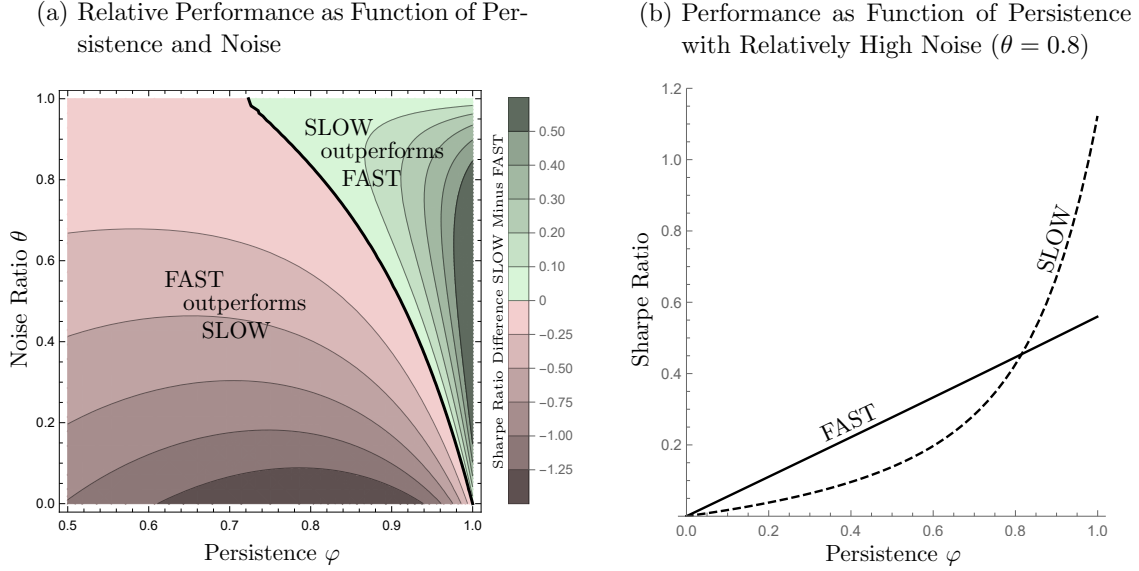 (a) Relative Performance as Function of Per-
sistence and Noise
1.0
0.8
0.6
0.4
0.2
0.0
0.5
0.6
0.7
0.8
0.9
1.0
Noise Ratio θ
Persistence φ
SLOW
outperforms
FAST
FAST
outperforms
SLOW
Sharpe Ratio Difference SLOW Minus FAST
0.50
0.40
0.30
0.20
0.10
0
−0.25
−0.50
−0.75
−1.00
−1.25
(b) Performance as Function of Persistence
with Relatively High Noise (θ = 0.8)
1.2
1.0
0.8
0.6
0.4
0.2
0.0
0.0
0.2
0.4
0.6
0.8
1.0
Sharpe Ratio
Persistence φ
SLOW
FAST